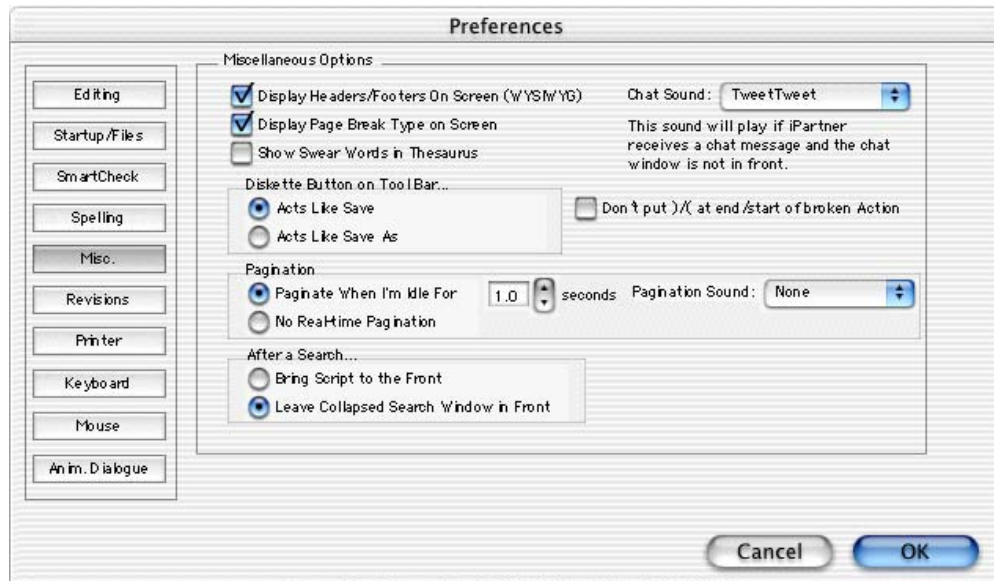 Preferences
Editing
Startup/Files
SmartCheck
Spelling
Misc.
Revisions
Printer
Keyboard
Mouse
Anim. Dialogue
Miscellaneous Options
Display Headers/Footers On Screen (WYSIWYG)
Display Page Break Type on Screen
Show Swear Words in Thesaurus
Chat Sound: TweetTweet
This sound will play if iPartner
receives a chat message and the chat
window is not in front.
Diskette Button on ToolBar...
Acts Like Save
Acts Like Save As
Don't put )/( at end/start of broken Action
Pagination
Paginate When I'm Idle For 1.0 seconds
No Real-time Pagination
Pagination Sound: None
After a Search...
Bring Script to the Front
Leave Collapsed Search Window in Front
Cancel
OK